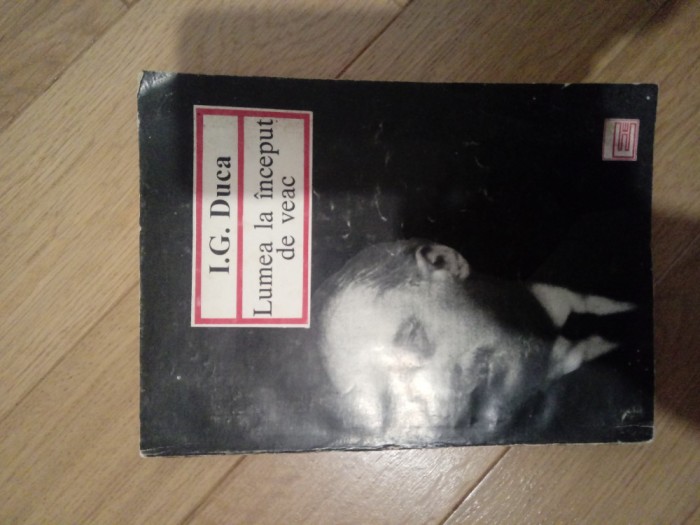 I.G. Duca
Lumea la început
de veac